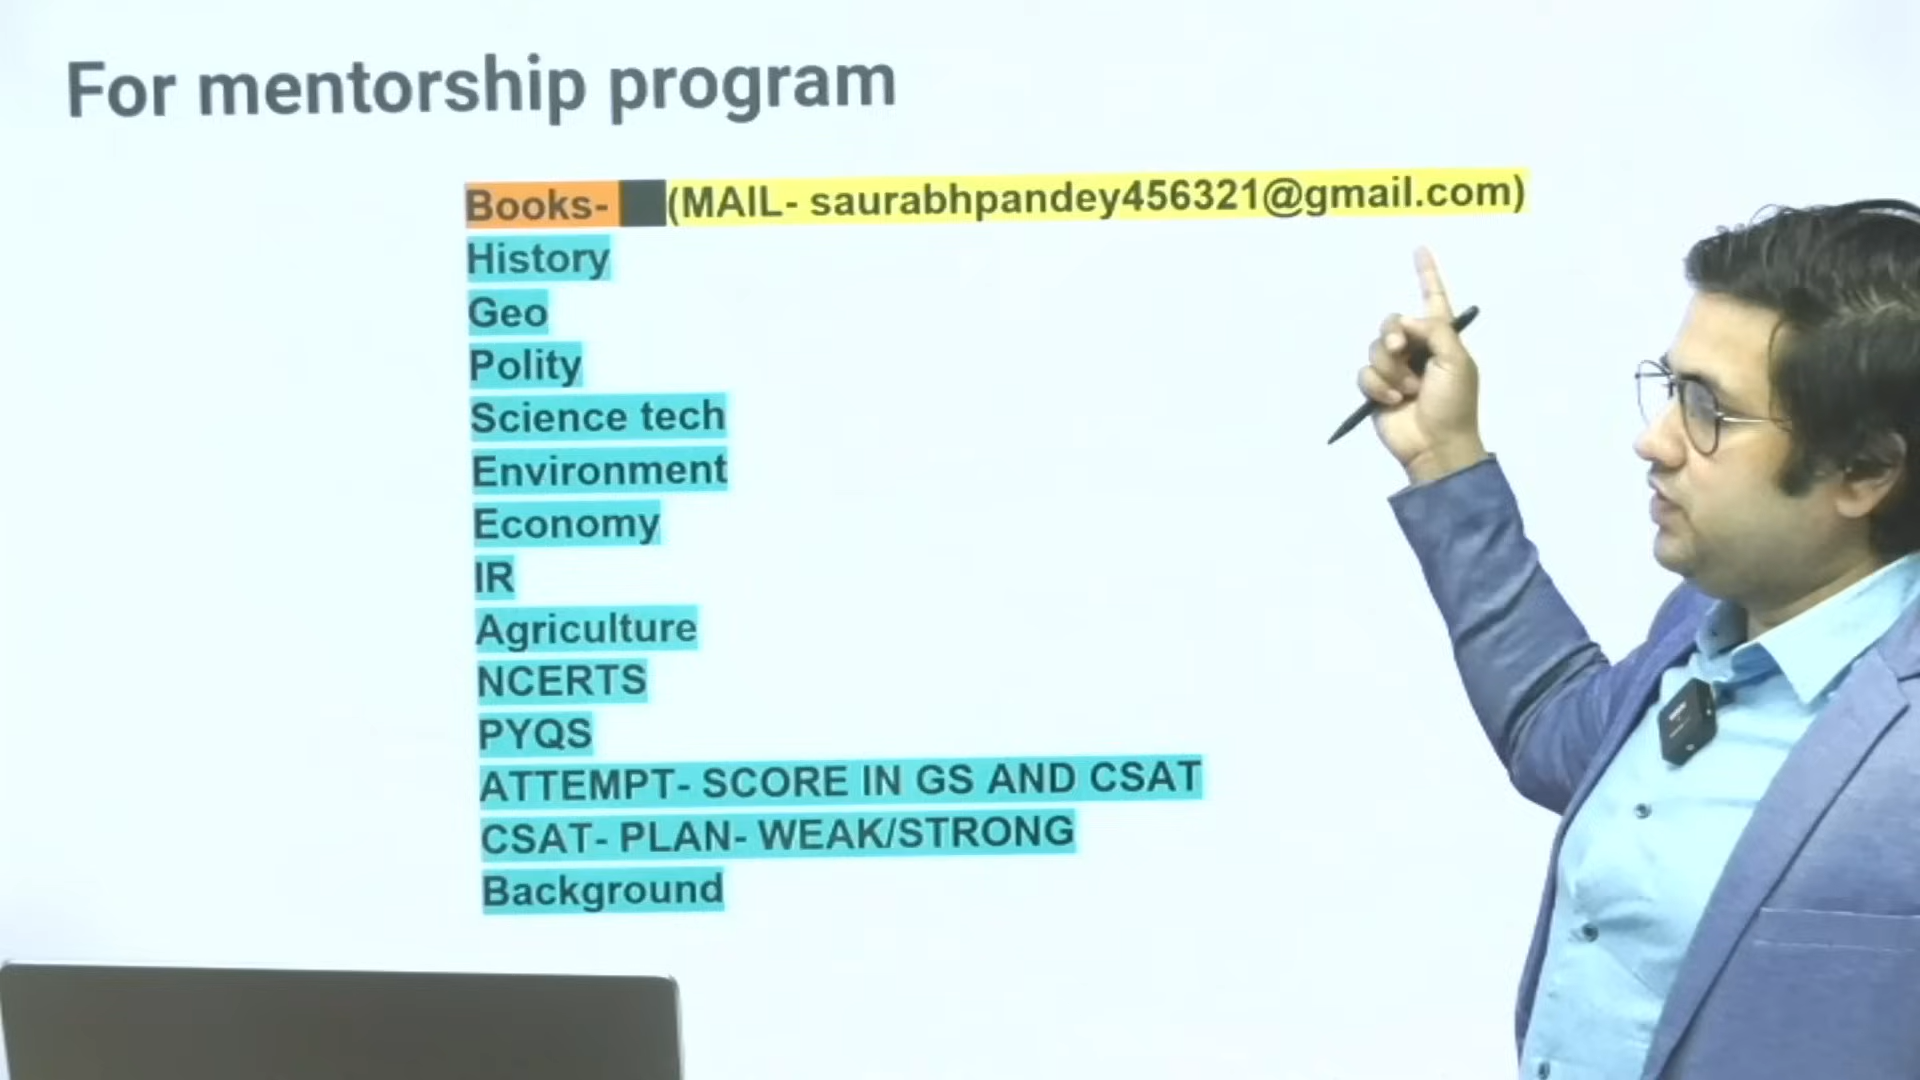 For mentorship program
Books- (MAIL- saurabhpandey456321@gmail.com)
History
Geo
Polity
Science tech
Environment
Economy
IR
Agriculture
NCERTS
PYQS
ATTEMPT- SCORE IN GS AND CSAT
CSAT- PLAN- WEAK/STRONG
Background